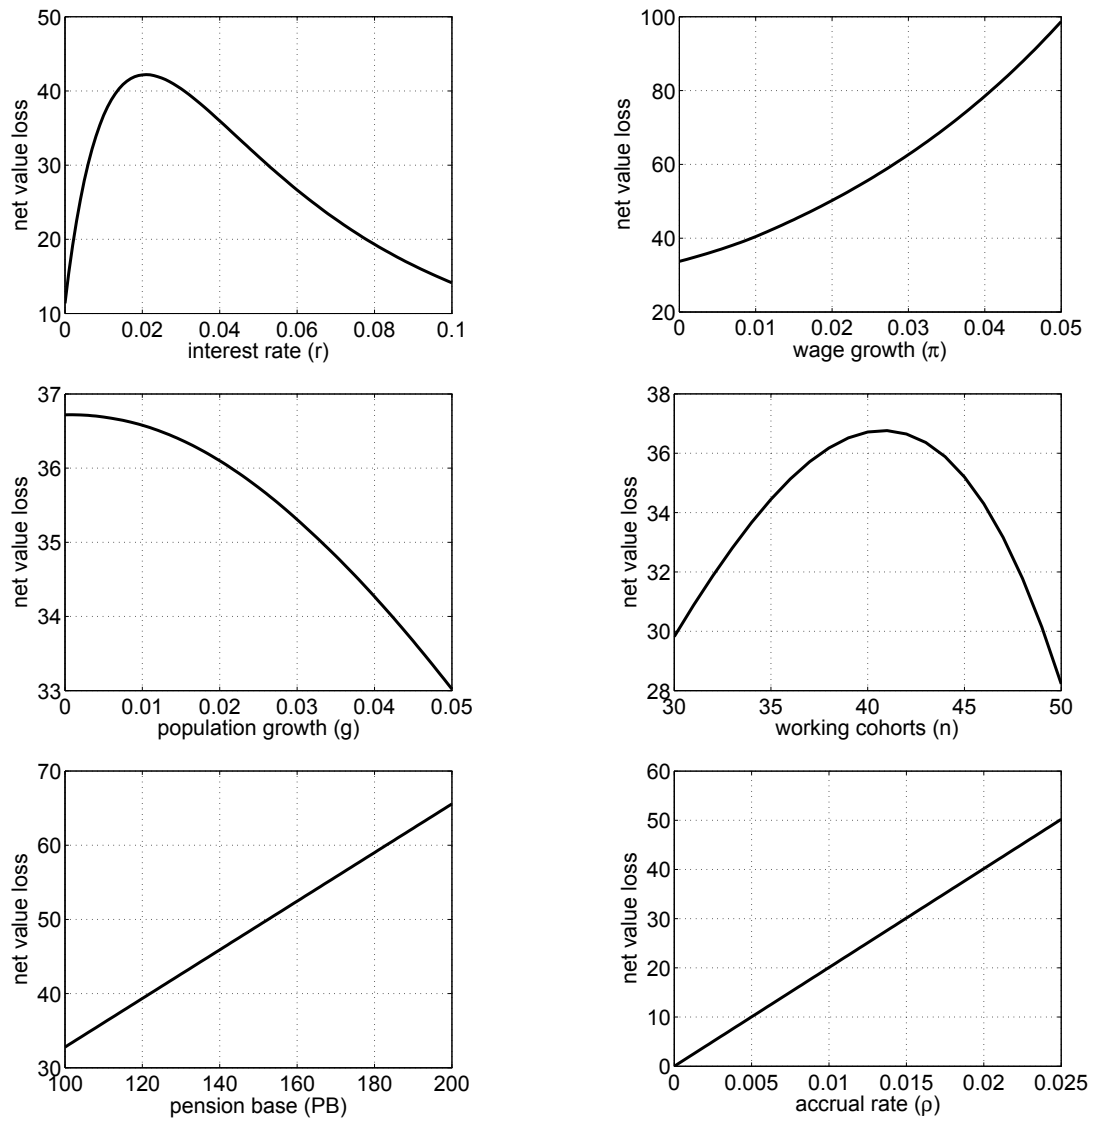 50
40
30
20
10
net value loss
0 0.02 0.04 0.06 0.08 0.1
interest rate (r)
100
80
60
40
20
net value loss
0 0.01 0.02 0.03 0.04 0.05
wage growth (π)
37
36
35
34
33
net value loss
0 0.01 0.02 0.03 0.04 0.05
population growth (g)
38
36
34
32
30
28
net value loss
30 35 40 45 50
working cohorts (n)
70
60
50
40
30
net value loss
100 120 140 160 180 200
pension base (PB)
60
50
40
30
20
10
0
net value loss
0 0.005 0.01 0.015 0.02 0.025
accrual rate (ρ)